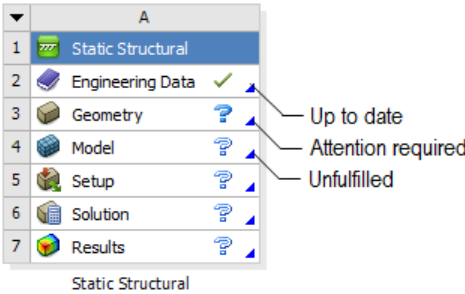 A
1 Static Structural
2 Engineering Data
3 Geometry
4 Model
5 Setup
6 Solution
7 Results
Static Structural
Up to date
Attention required
Unfulfilled